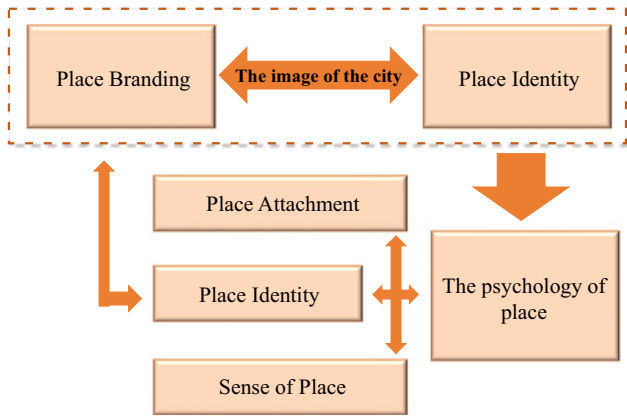 Place Branding
The image of the city
Place Identity
Place Attachment
Place Identity
Sense of Place
The psychology of
place